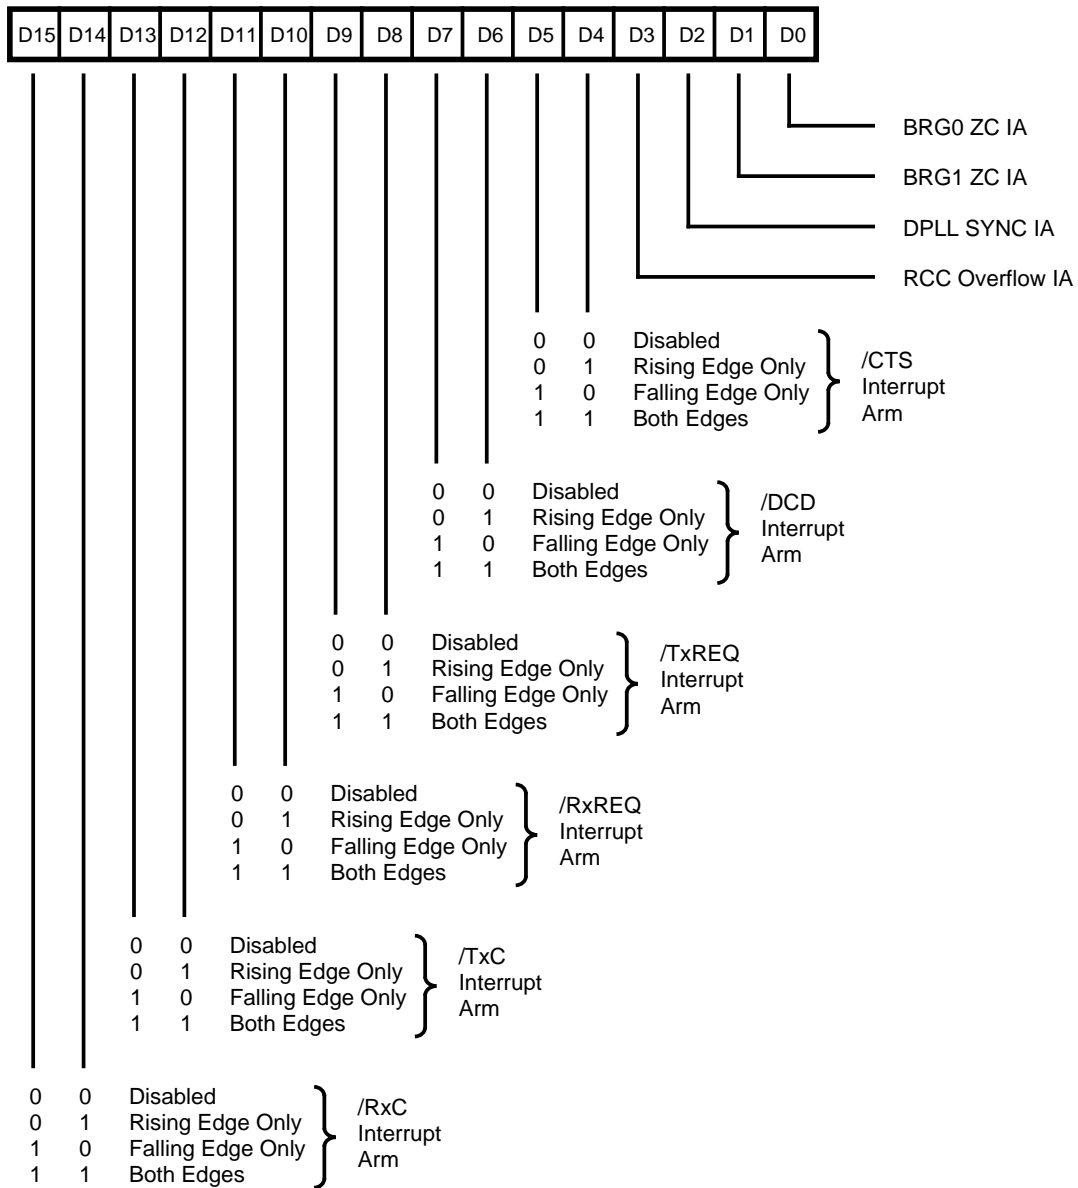 D15 D14 D13 D12 D11 D10 D9 D8 D7 D6 D5 D4 D3 D2 D1 D0
BRG0 ZC IA
BRG1 ZC IA
DPLL SYNC IA
RCC Overflow IA
0 0 Disabled
0 1 Rising Edge Only
1 0 Falling Edge Only
1 1 Both Edges
/CTS
Interrupt
Arm
0 0 Disabled
0 1 Rising Edge Only
1 0 Falling Edge Only
1 1 Both Edges
/DCD
Interrupt
Arm
0 0 Disabled
0 1 Rising Edge Only
1 0 Falling Edge Only
1 1 Both Edges
/TxREQ
Interrupt
Arm
0 0 Disabled
0 1 Rising Edge Only
1 0 Falling Edge Only
1 1 Both Edges
/RxREQ
Interrupt
Arm
0 0 Disabled
0 1 Rising Edge Only
1 0 Falling Edge Only
1 1 Both Edges
/TxC
Interrupt
Arm
0 0 Disabled
0 1 Rising Edge Only
1 0 Falling Edge Only
1 1 Both Edges
/RxC
Interrupt
Arm